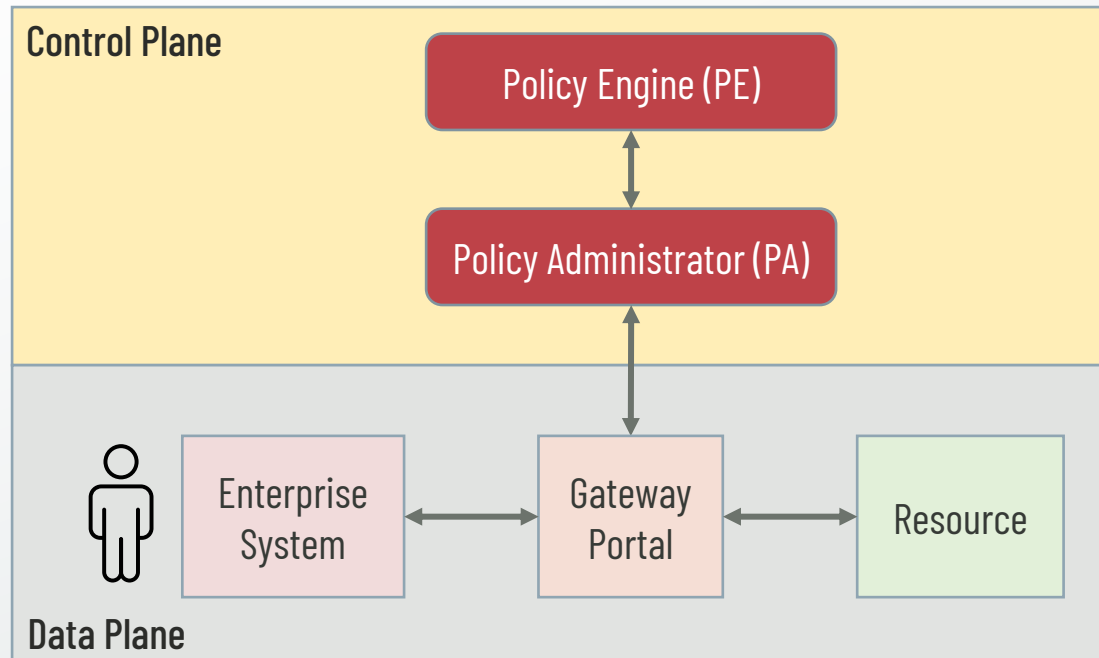 Control Plane
Policy Engine (PE)
Policy Administrator (PA)
Enterprise
System
Gateway
Portal
Resource
Data Plane